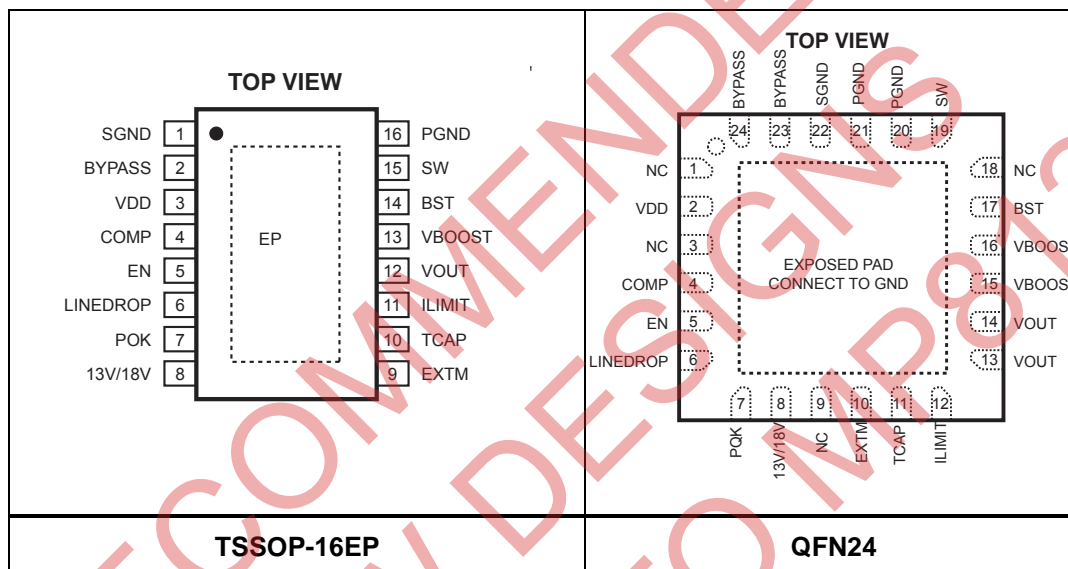 TOP VIEW
SGND 1
BYPASS 2
VDD 3
COMP 4
EN 5
LINEDROP 6
POK 7
13V/18V 8
EP
16 PGND
15 SW
14 BST
13 VBOOST
12 VOUT
11 ILIMIT
10 TCAP
9 EXTM
TSSOP-16EP
TOP VIEW
BYPASS BYPASS SGND PGND PGND SW
24 23 22 21 20 19
NC 1
VDD 2
NC 3
COMP 4
EN 5
LINEDROP 6
EXPOSED PAD
CONNECT TO GND
18 NC
17 BST
16 VBOOS
15 VBOOS
14 VOUT
13 VOUT
7 8 9 10 11 12
PQK 13V/18V NC EXTM TCAP ILIMIT
QFN24
ECOMMENDE
W DESIGNS
O MP81